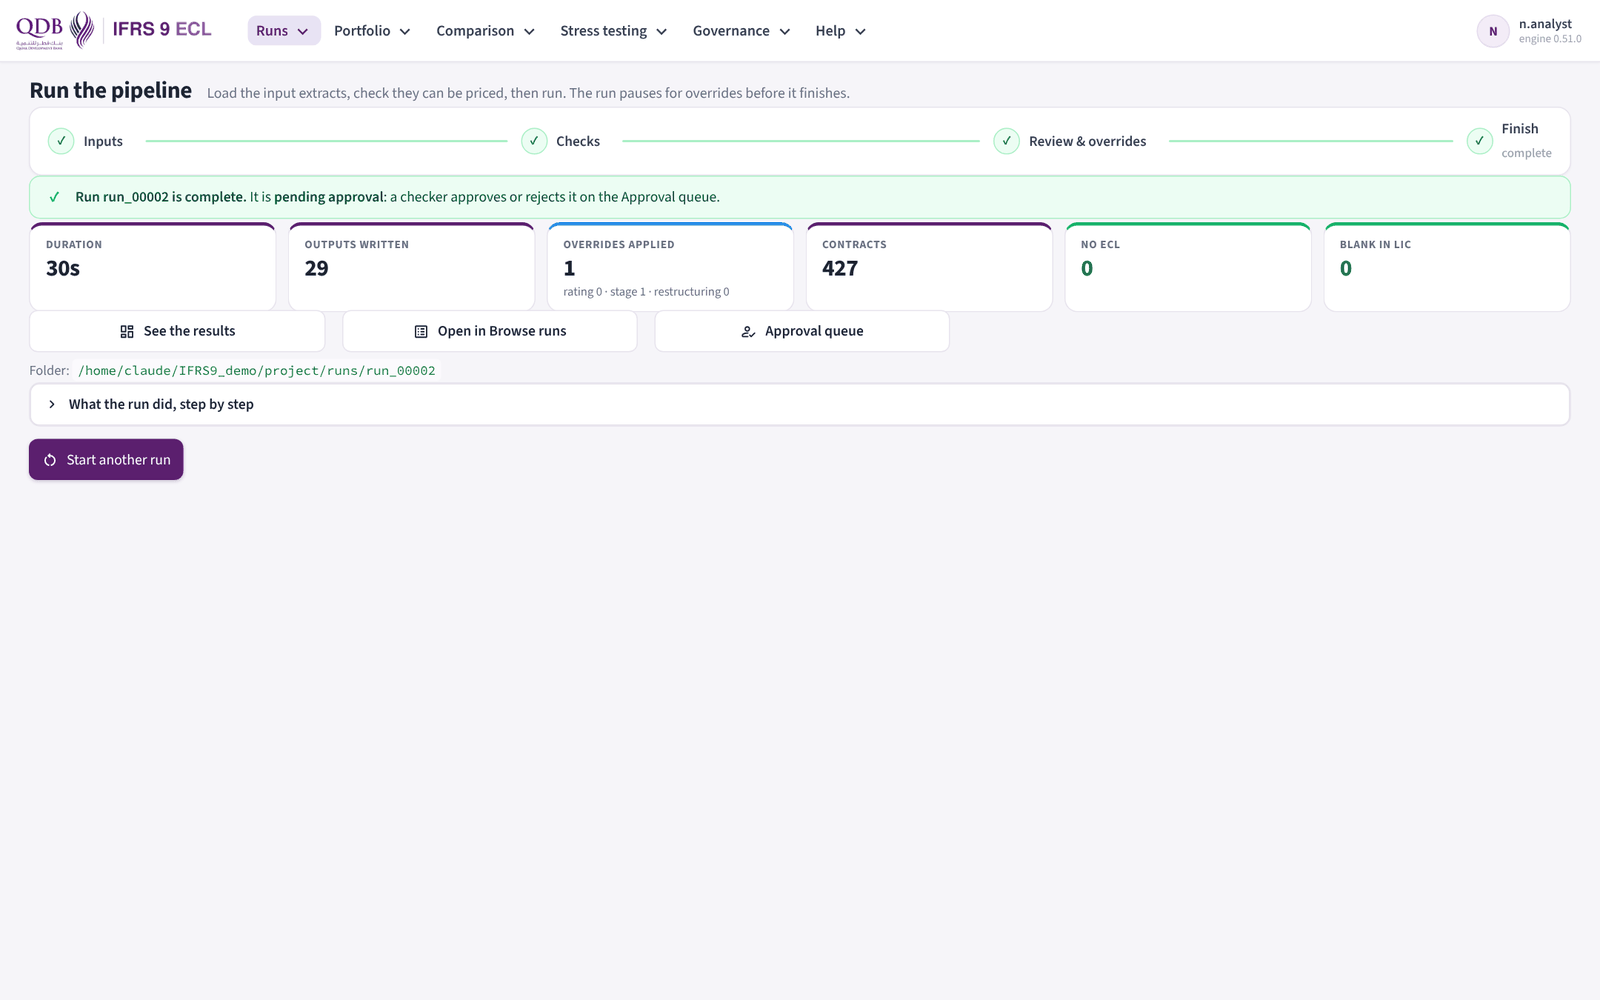 QDB
IFRS 9 ECL
Runs
Portfolio
Comparison
Stress testing
Governance
Help
N
n.analyst
engine 0.51.0
Run the pipeline
Load the input extracts, check they can be priced, then run. The run pauses for overrides before it finishes.
✓ Inputs
✓ Checks
✓ Review & overrides
✓ Finish
complete
✓ Run run_00002 is complete. It is pending approval: a checker approves or rejects it on the Approval queue.
DURATION
30s
OUTPUTS WRITTEN
29
OVERRIDES APPLIED
1
rating 0 · stage 1 · restructuring 0
CONTRACTS
427
NO ECL
0
BLANK IN LIC
0
See the results
Open in Browse runs
Approval queue
Folder: /home/claude/IFRS9_demo/project/runs/run_00002
What the run did, step by step
Start another run